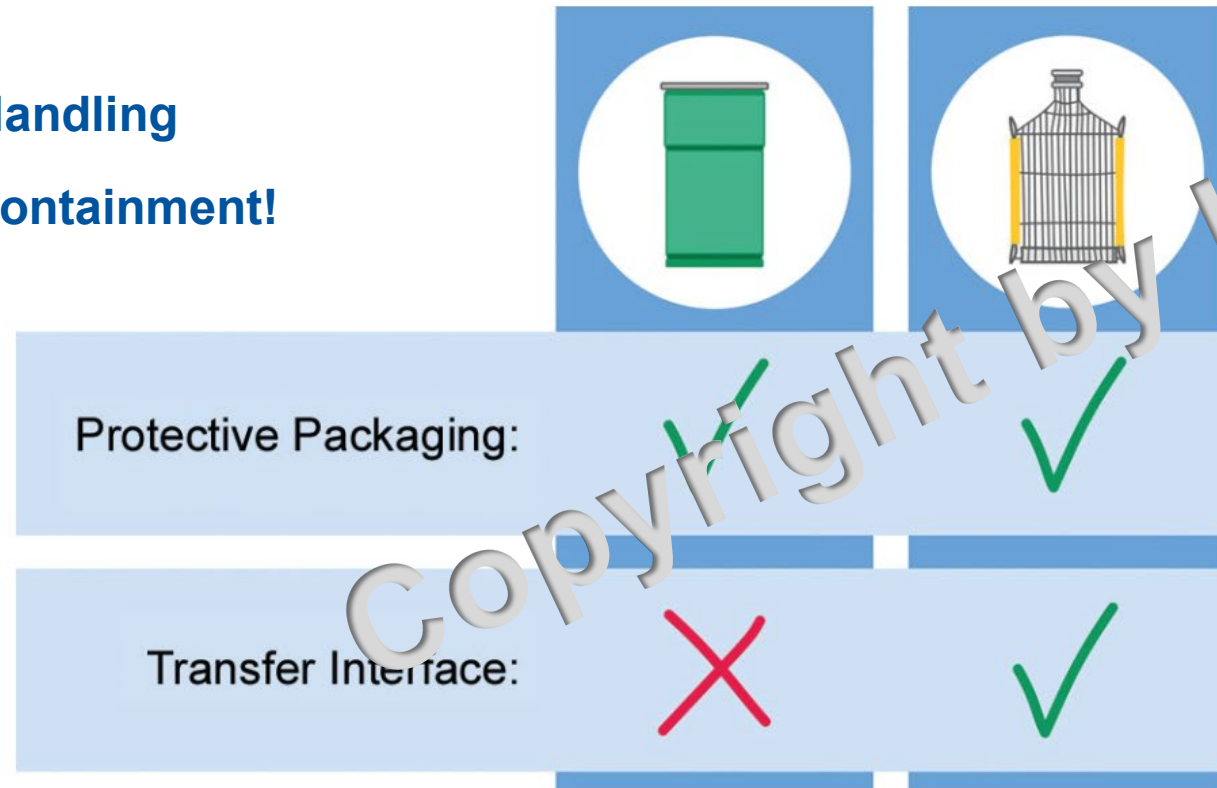 landling
ontainment!
Protective Packaging:
Transfer Interface:
Copyright by